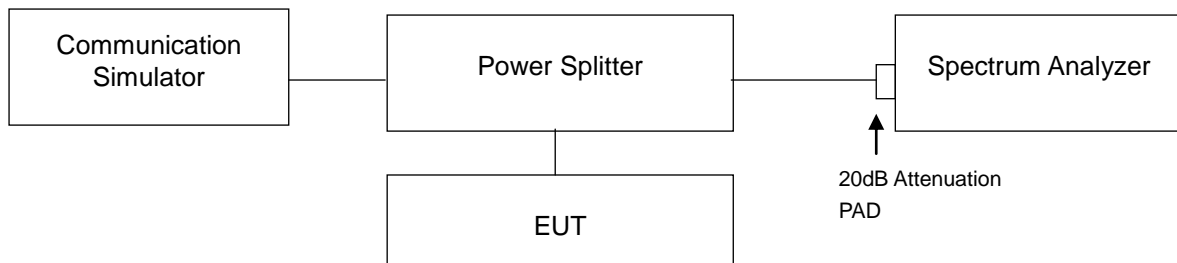 Communication
Simulator
Power Splitter
Spectrum Analyzer
20dB Attenuation
PAD
EUT